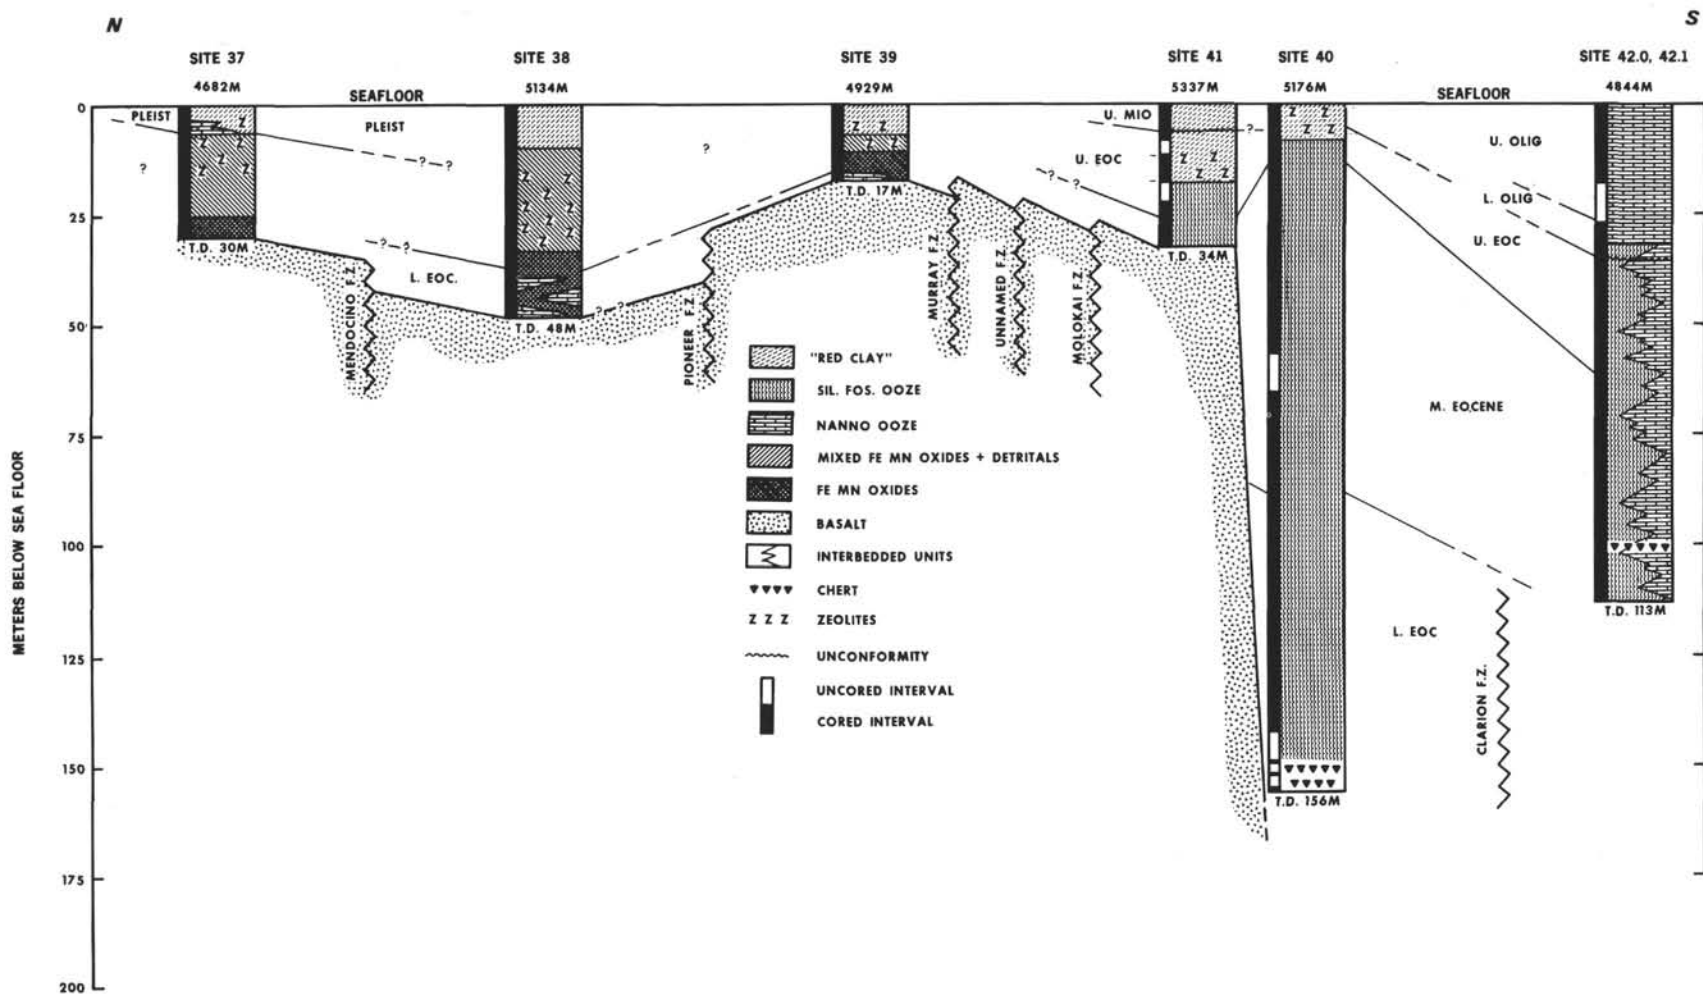 N S
SITE 37 SITE 38 SITE 39 SITE 41 SITE 40 SITE 42.0, 42.1
4682M 5134M 4929M 5337M 5176M 4844M
SEAFLOOR SEAFLOOR
0
PLEIST
PLEIST
U. MIO
U. OLIG
?
? ?
?
?
U. EOC
? ?
L. OLIG
U. EOC
T.D. 17M
25
T.D. 30M
? ?
L. EOC.
T.D. 34M
? ?
T.D. 48M
50
MENDOCINO F.Z.
PIONEER F.Z.
MURRAY F.Z.
UNNAMED F.Z.
MOLOKAI F.Z.
M. EOCENE
75
100
125
150
175
200
METERS BELOW SEA FLOOR
"RED CLAY"
SIL. FOS. OOZE
NANNO OOZE
MIXED FE MN OXIDES + DETRITALS
FE MN OXIDES
BASALT
INTERBEDDED UNITS
CHERT
Z Z Z ZEOLITES
UNCONFORMITY
UNCORED INTERVAL
CORED INTERVAL
T.D. 113M
L. EOC
CLARION F.Z.
T.D. 156M